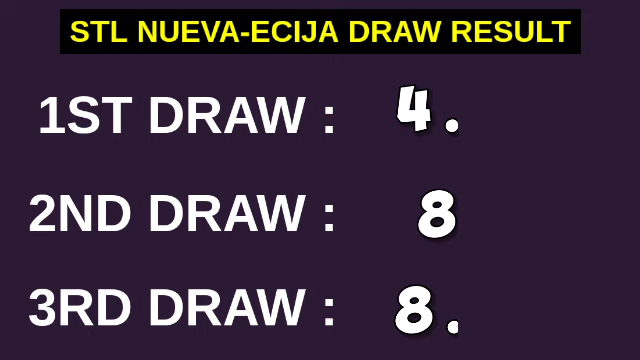 STL NUEVA-ECIJA DRAW RESULT
1ST DRAW : 4.
2ND DRAW : 8
3RD DRAW : 8.